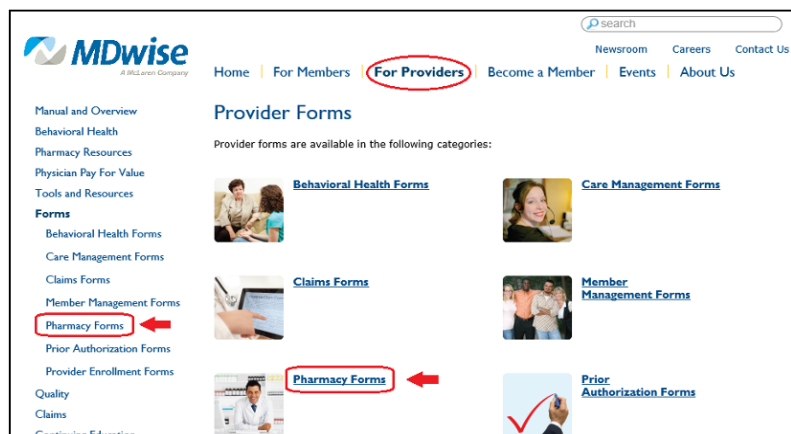 search
MDwise
A McLaren Company
Newsroom Careers Contact Us
Home For Members For Providers Become a Member Events About Us
Manual and Overview
Behavioral Health
Pharmacy Resources
Physician Pay For Value
Tools and Resources
Forms
Behavioral Health Forms
Care Management Forms
Claims Forms
Member Management Forms
Pharmacy Forms
Prior Authorization Forms
Provider Enrollment Forms
Quality
Claims
Continuing Education
Provider Forms
Provider forms are available in the following categories:
Behavioral Health Forms
Care Management Forms
Claims Forms
Member
Management Forms
Pharmacy Forms
Prior
Authorization Forms